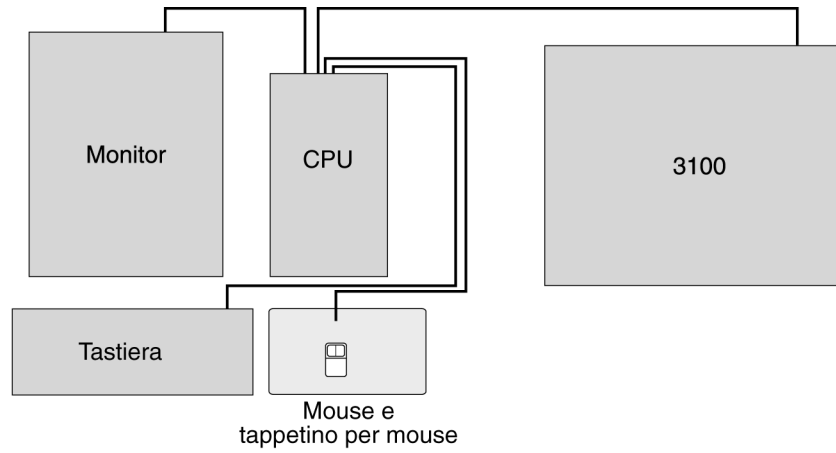 Monitor
CPU
3100
Tastiera
Mouse e
tappetino per mouse